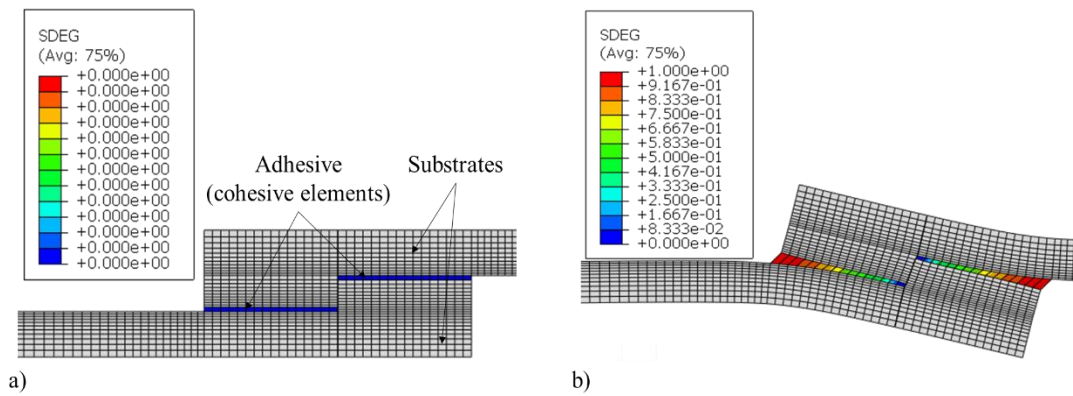 SDEG
(Avg: 75%)
+0.000e+00
+0.000e+00
+0.000e+00
+0.000e+00
+0.000e+00
+0.000e+00
+0.000e+00
+0.000e+00
+0.000e+00
+0.000e+00
+0.000e+00
+0.000e+00
+0.000e+00
Adhesive
(cohesive elements)
Substrates
a)
SDEG
(Avg: 75%)
+1.000e+00
+9.167e-01
+8.333e-01
+7.500e-01
+6.667e-01
+5.833e-01
+5.000e-01
+4.167e-01
+3.333e-01
+2.500e-01
+1.667e-01
+8.333e-02
+0.000e+00
b)